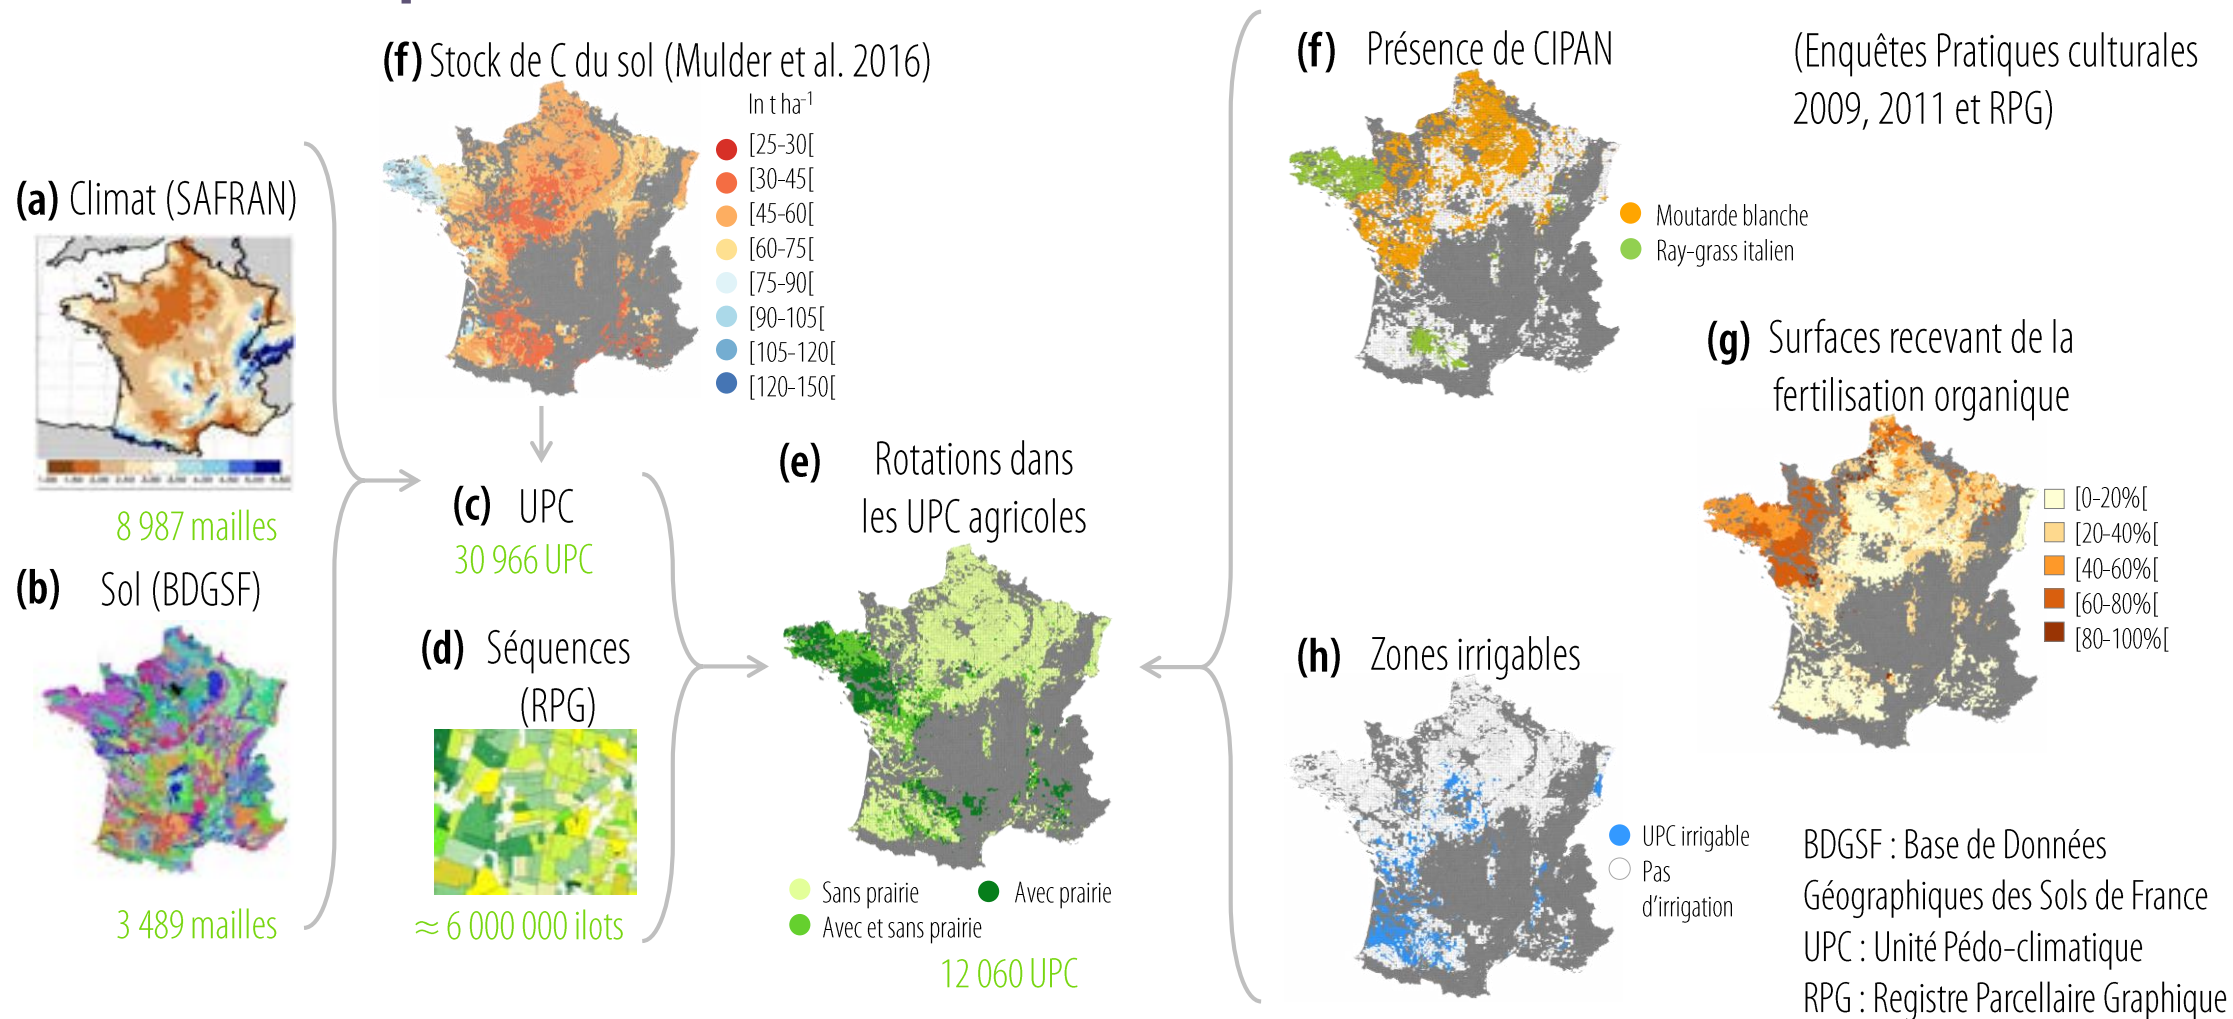 (f) Stock de C du sol (Mulder et al. 2016)
In t ha⁻¹
[25-30[
[30-45[
[45-60[
[60-75[
[75-90[
[90-105[
[105-120[
[120-150[
(a) Climat (SAFRAN)
8 987 mailles
(b) Sol (BDGSF)
3 489 mailles
(c) UPC
30 966 UPC
(d) Séquences
(RPG)
≈ 6 000 000 ilots
(e) Rotations dans
les UPC agricoles
Sans prairie
Avec prairie
Avec et sans prairie
12 060 UPC
(f) Présence de CIPAN
Moutarde blanche
Ray-grass italien
(Enquêtes Pratiques culturales
2009, 2011 et RPG)
(g) Surfaces recevant de la
fertilisation organique
[0-20%[
[20-40%[
[40-60%[
[60-80%[
[80-100%[
(h) Zones irrigables
UPC irrigable
Pas
d'irrigation
BDGSF : Base de Données
Géographiques des Sols de France
UPC : Unité Pédo-climatique
RPG : Registre Parcellaire Graphique